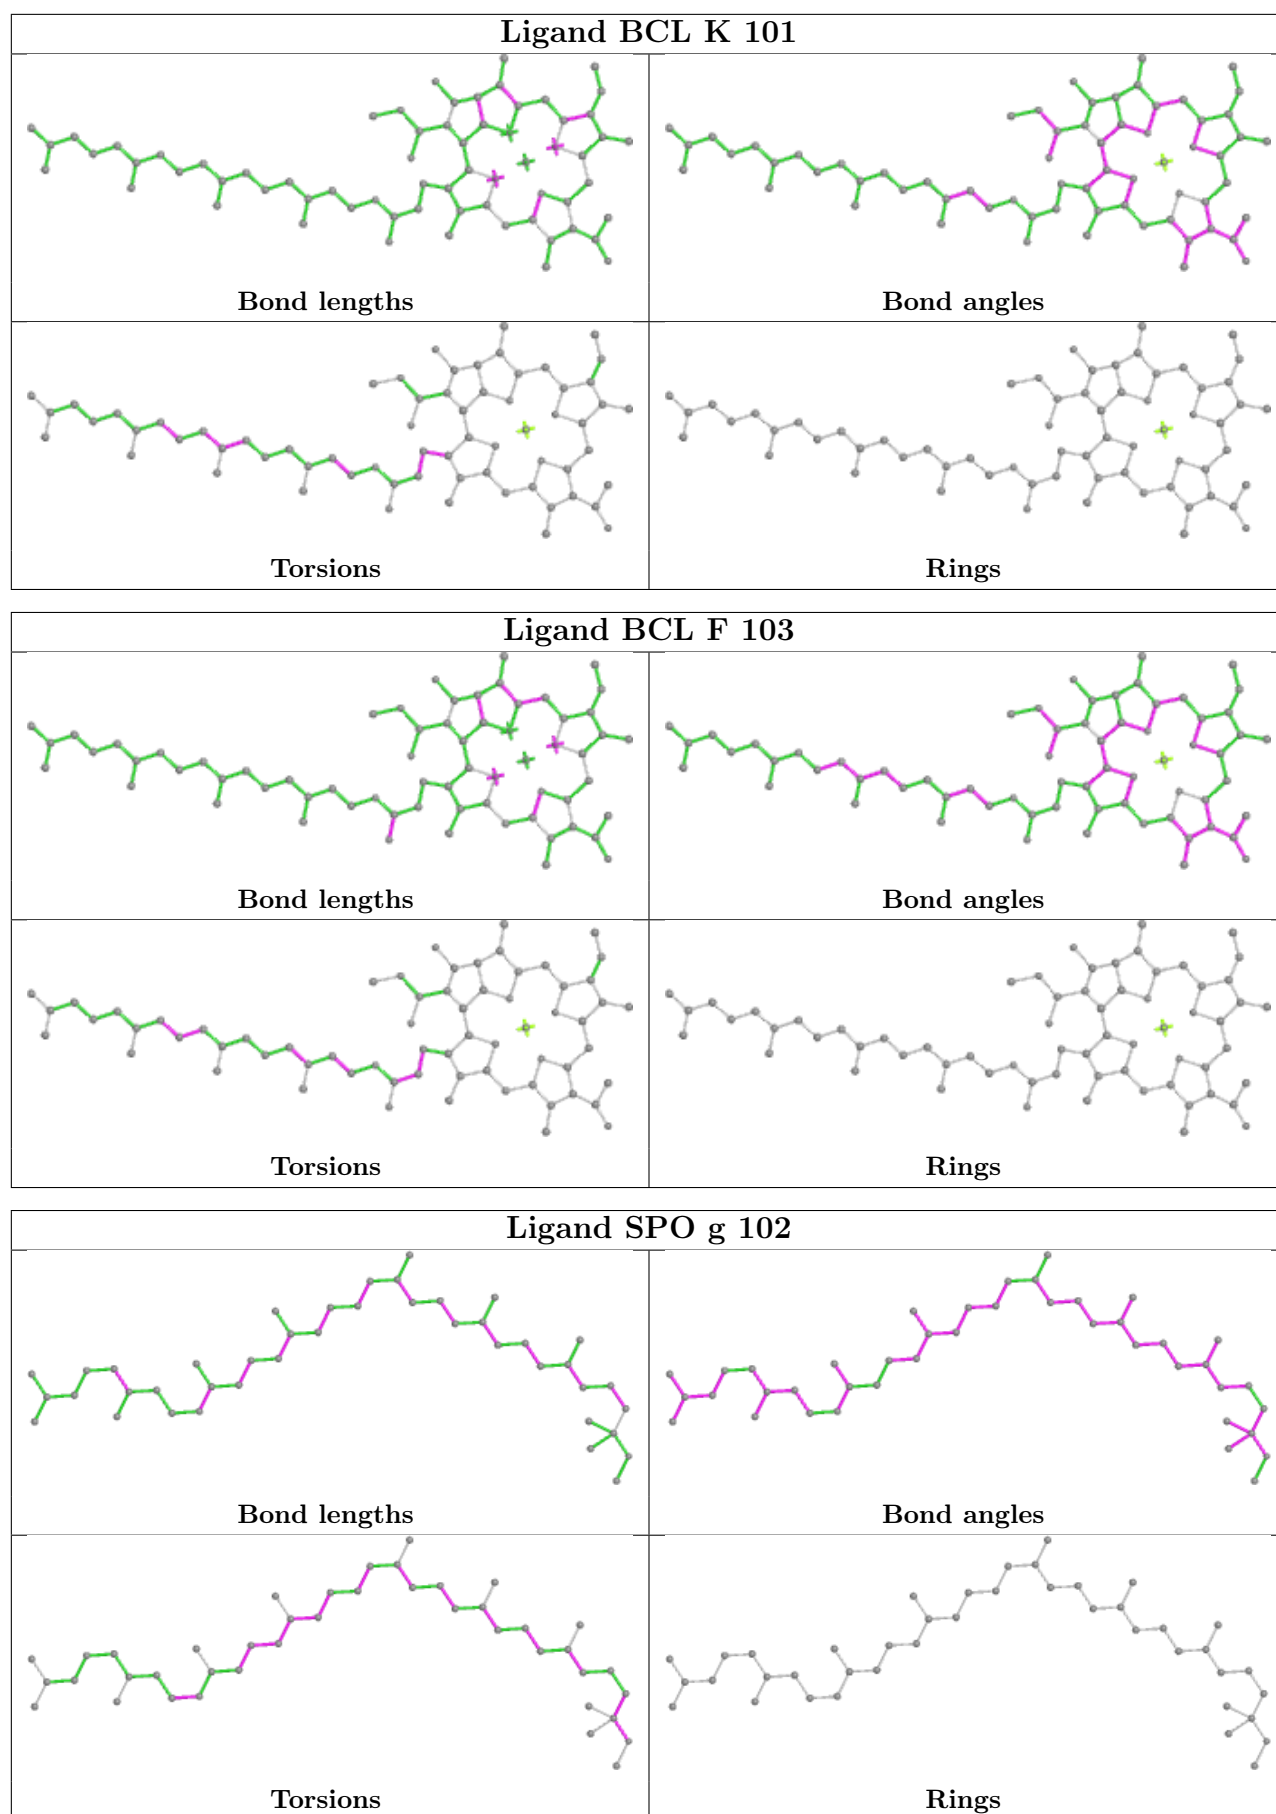 Ligand BCL K 101
Bond lengths
Bond angles
Torsions
Rings
Ligand BCL F 103
Bond lengths
Bond angles
Torsions
Rings
Ligand SPO g 102
Bond lengths
Bond angles
Torsions
Rings